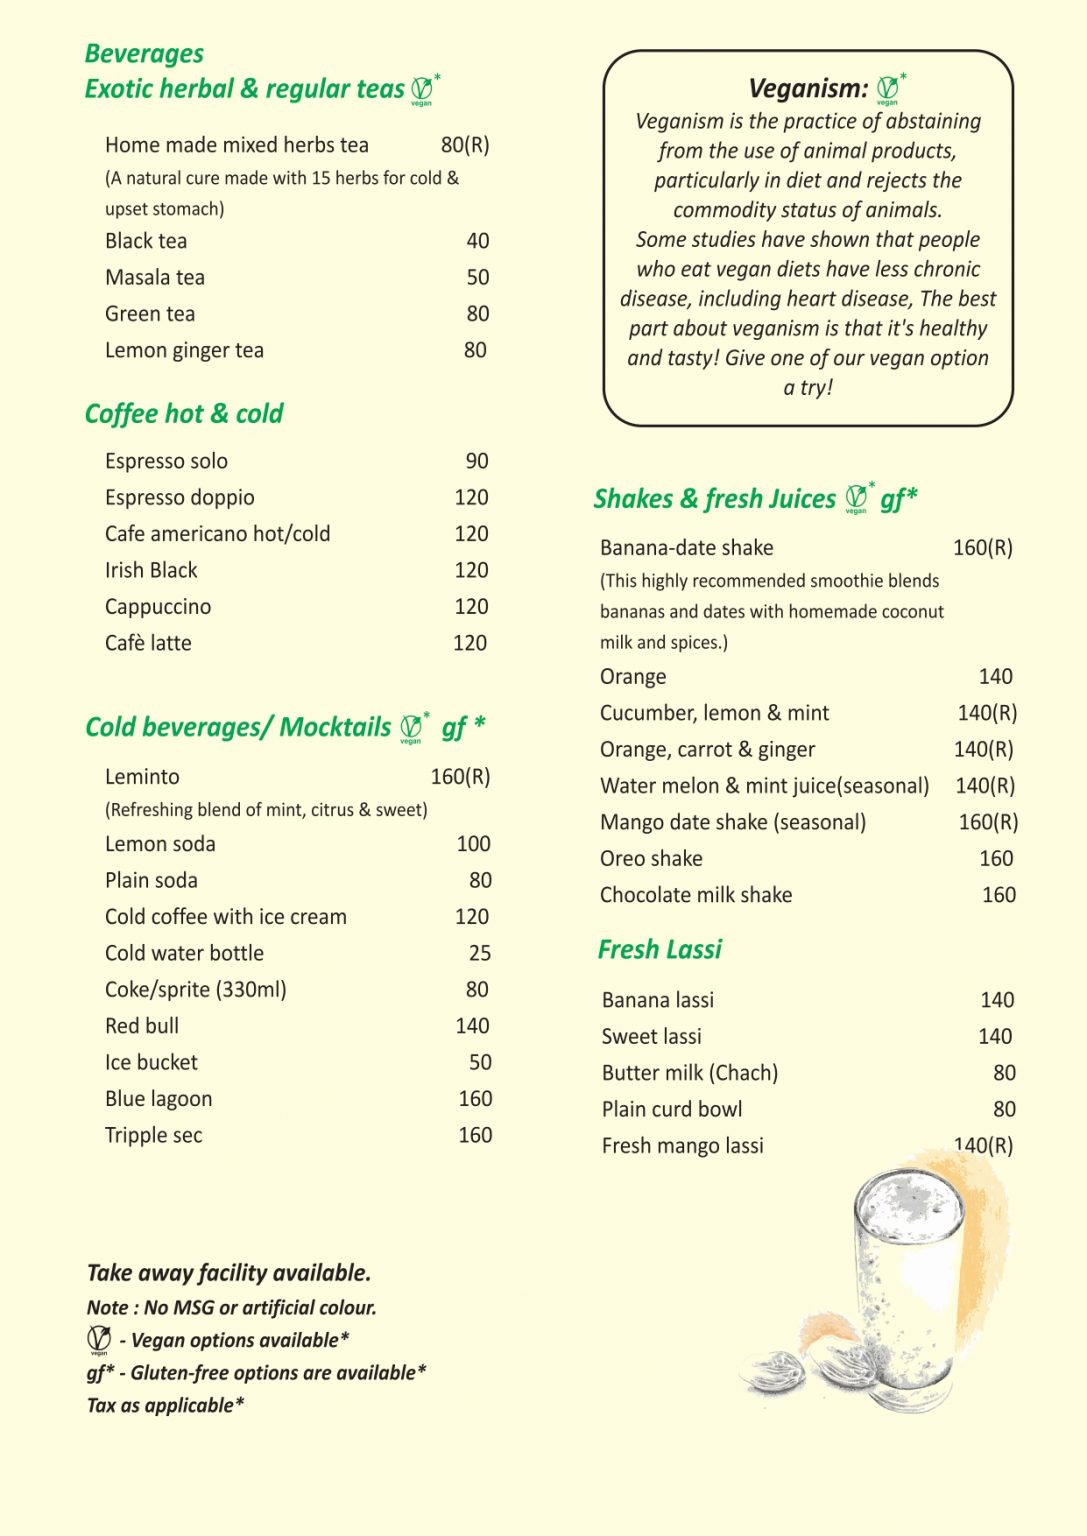 Beverages
Exotic herbal & regular teas vegan *
Home made mixed herbs tea 80(R)
(A natural cure made with 15 herbs for cold &
upset stomach)
Black tea 40
Masala tea 50
Green tea 80
Lemon ginger tea 80
Coffee hot & cold
Espresso solo 90
Espresso doppio 120
Cafe americano hot/cold 120
Irish Black 120
Cappuccino 120
Cafè latte 120
Cold beverages/ Mocktails vegan * gf *
Leminto 160(R)
(Refreshing blend of mint, citrus & sweet)
Lemon soda 100
Plain soda 80
Cold coffee with ice cream 120
Cold water bottle 25
Coke/sprite (330ml) 80
Red bull 140
Ice bucket 50
Blue lagoon 160
Tripple sec 160
Take away facility available.
Note : No MSG or artificial colour.
vegan - Vegan options available*
gf* - Gluten-free options are available*
Tax as applicable*
Veganism: vegan *
Veganism is the practice of abstaining
from the use of animal products,
particularly in diet and rejects the
commodity status of animals.
Some studies have shown that people
who eat vegan diets have less chronic
disease, including heart disease, The best
part about veganism is that it's healthy
and tasty! Give one of our vegan option
a try!
Shakes & fresh Juices vegan * gf*
Banana-date shake 160(R)
(This highly recommended smoothie blends
bananas and dates with homemade coconut
milk and spices.)
Orange 140
Cucumber, lemon & mint 140(R)
Orange, carrot & ginger 140(R)
Water melon & mint juice(seasonal) 140(R)
Mango date shake (seasonal) 160(R)
Oreo shake 160
Chocolate milk shake 160
Fresh Lassi
Banana lassi 140
Sweet lassi 140
Butter milk (Chach) 80
Plain curd bowl 80
Fresh mango lassi 140(R)